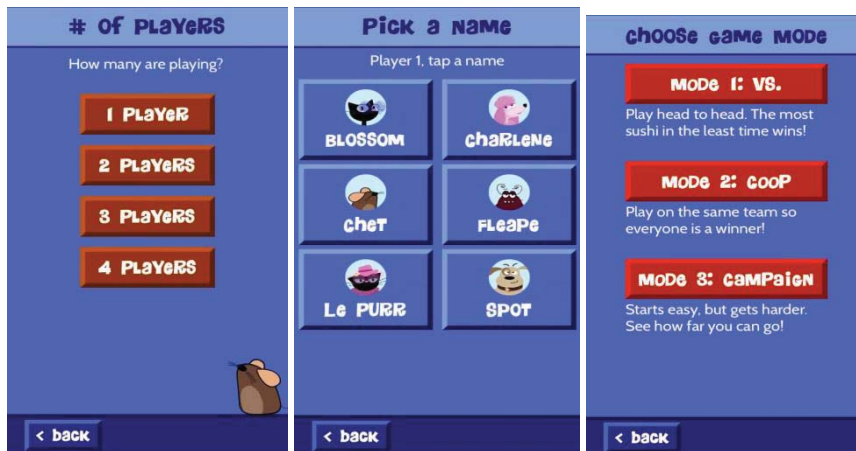 # OF PLAYERS
How many are playing?
1 PLAYER
2 PLAYERS
3 PLAYERS
4 PLAYERS
< BACK
PICK A NAME
Player 1, tap a name
BLOSSOM
CHARLENE
CHET
FLEAPE
LE PURR
SPOT
< BACK
CHOOSE GAME MODE
MODE 1: VS.
Play head to head. The most
sushi in the least time wins!
MODE 2: COOP
Play on the same team so
everyone is a winner!
MODE 3: CAMPAIGN
Starts easy, but gets harder.
See how far you can go!
< BACK